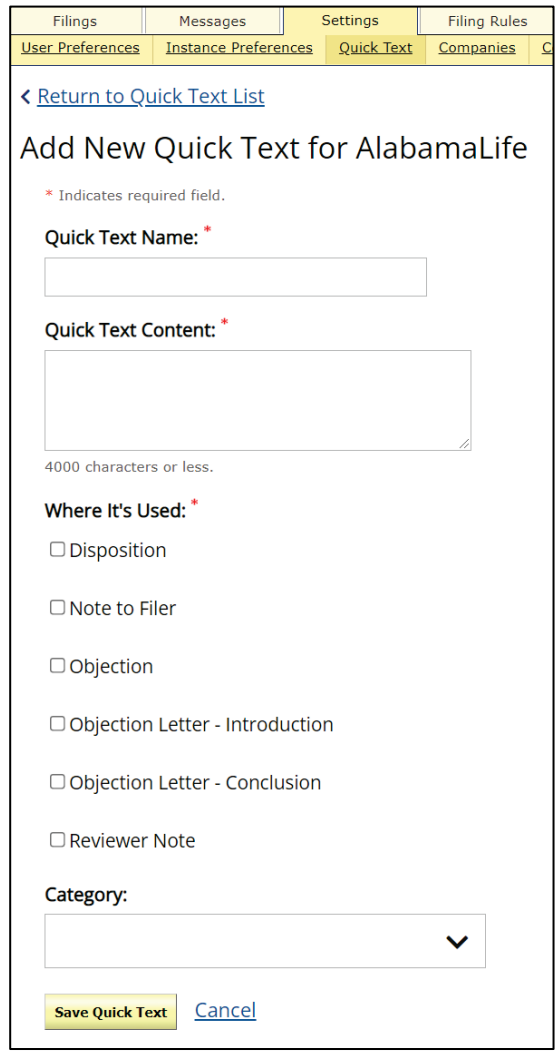 Filings Messages Settings Filing Rules
User Preferences Instance Preferences Quick Text Companies
Return to Quick Text List
Add New Quick Text for AlabamaLife
* Indicates required field.
Quick Text Name: *
Quick Text Content: *
4000 characters or less.
Where It's Used: *
Disposition
Note to Filer
Objection
Objection Letter - Introduction
Objection Letter - Conclusion
Reviewer Note
Category:
Save Quick Text Cancel